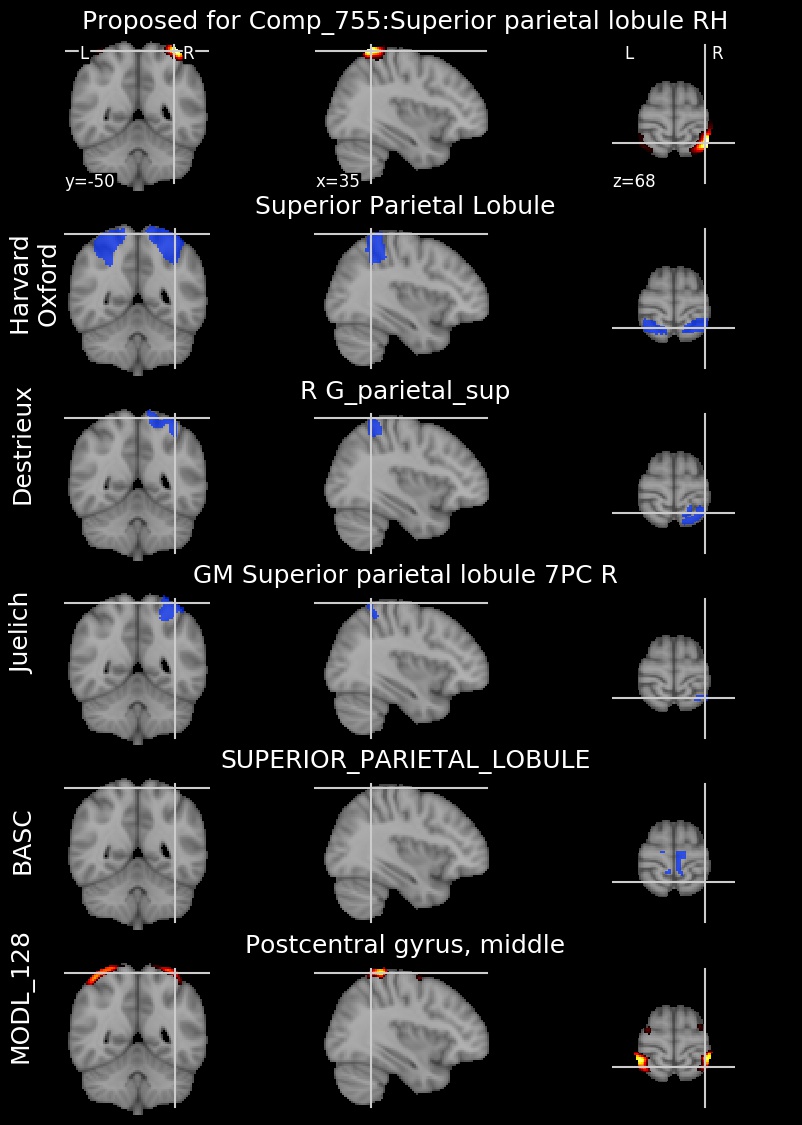 Proposed for Comp_755:Superior parietal lobule RH
L R
L R
y=-50
x=35
z=68
Superior Parietal Lobule
Harvard
Oxford
R G_parietal_sup
Destrieux
GM Superior parietal lobule 7PC R
Juelich
SUPERIOR_PARIETAL_LOBULE
BASC
Postcentral gyrus, middle
MODL_128